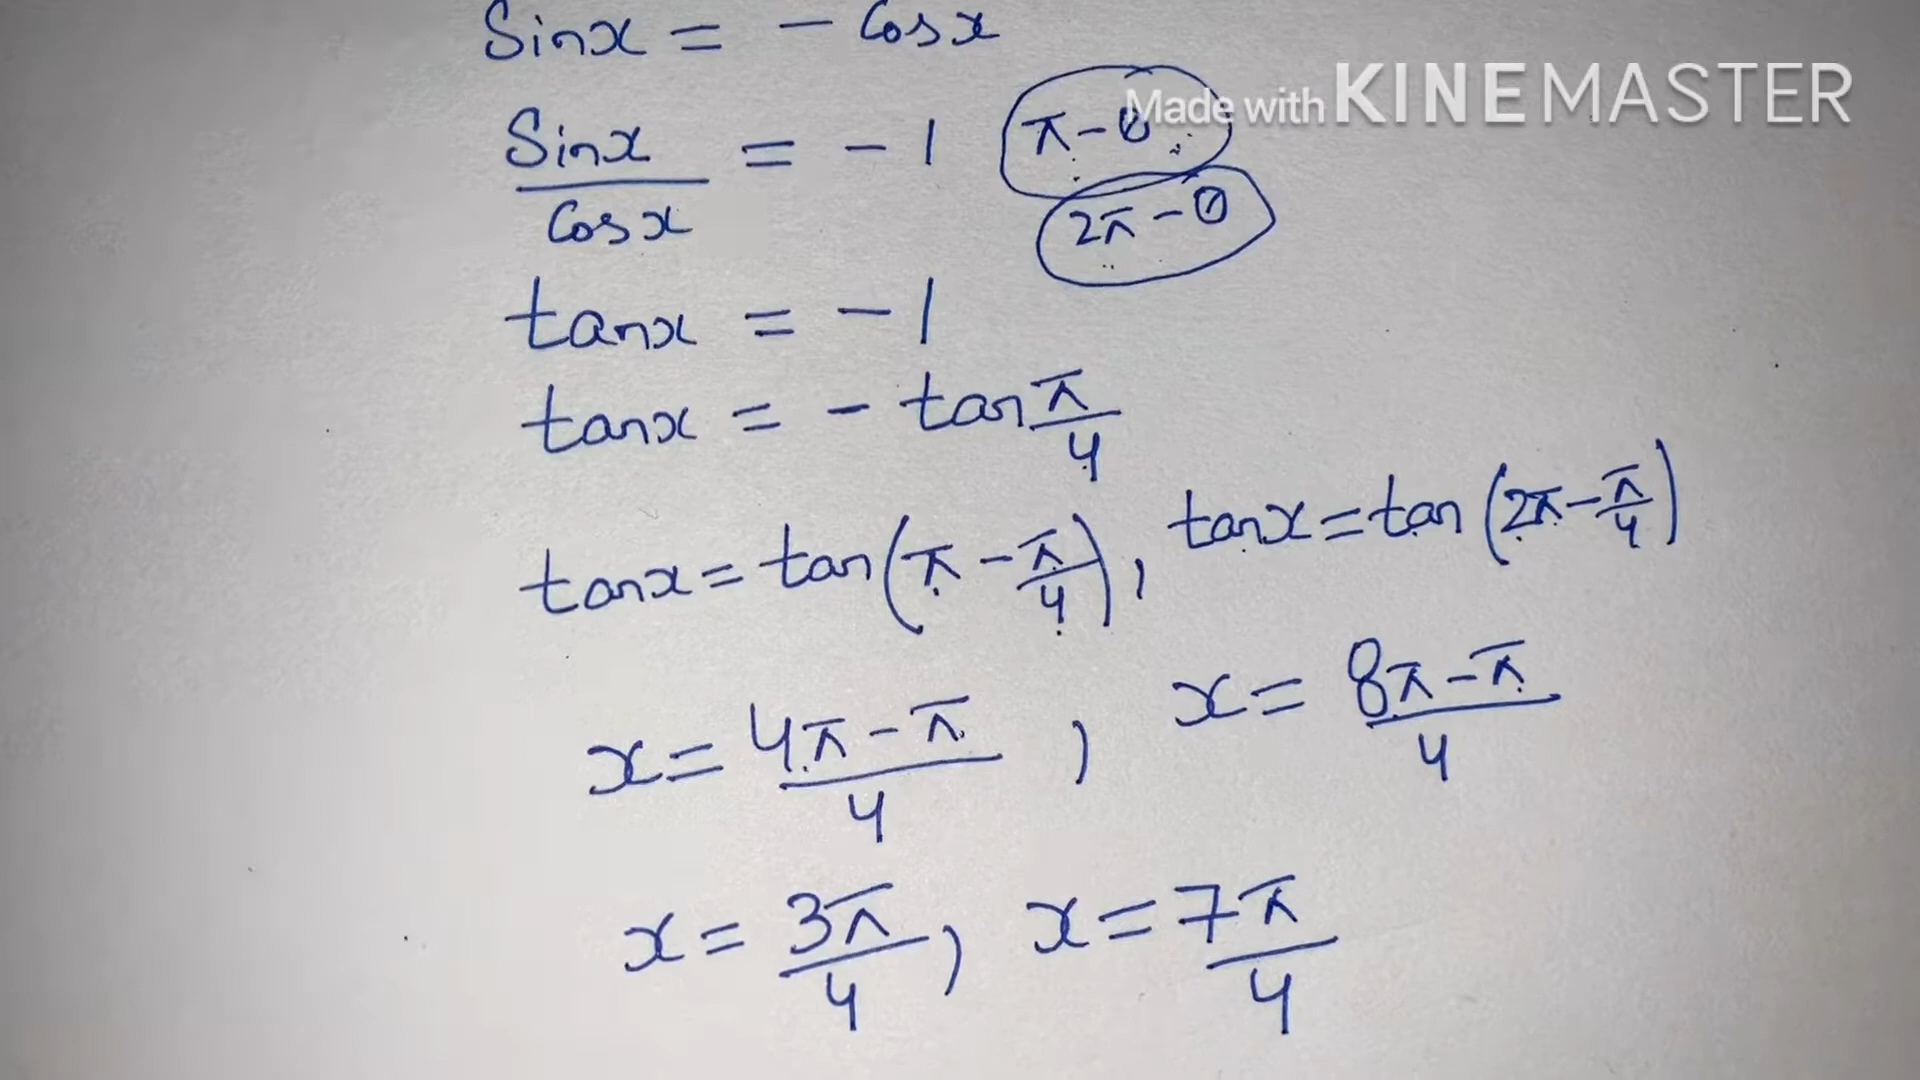 Sinx = - Cosx
Made with KINEMASTER
Sinx/Cosx = -1
π-θ
2π-θ
tanx = -1
tanx = - tan π/4
tanx = tan(π - π/4), tanx = tan(2π - π/4)
x = 4π-π/4, x = 8π-π/4
x = 3π/4, x = 7π/4